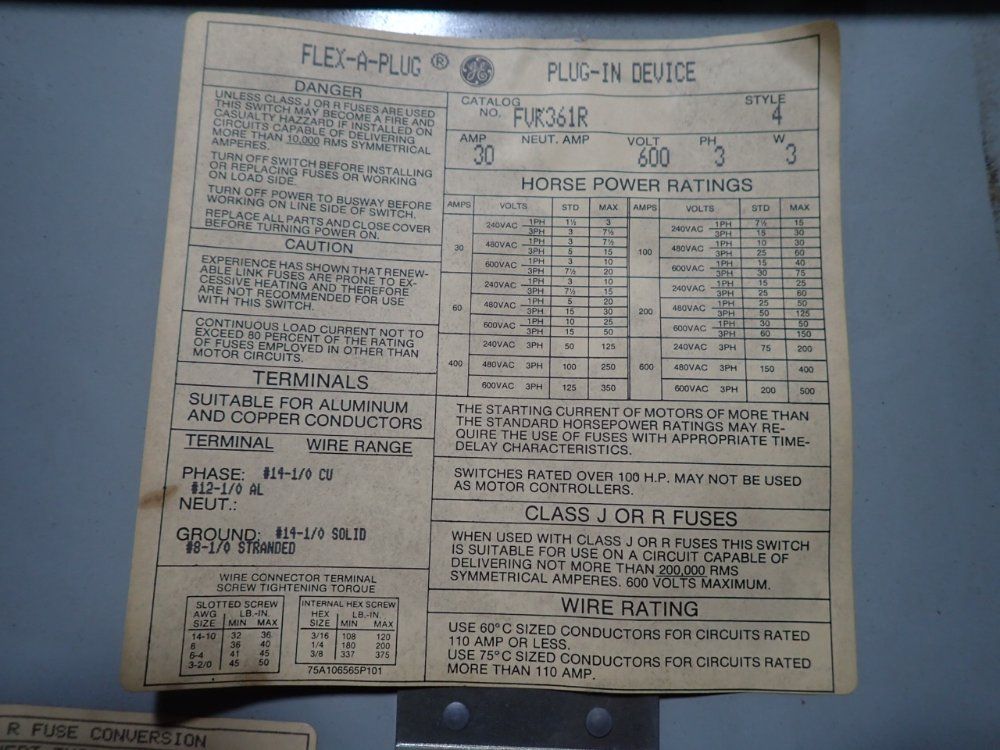 FLEX-A-PLUG ® GE PLUG-IN DEVICE
DANGER
UNLESS CLASS J OR R FUSES ARE USED
THIS SWITCH MAY BECOME A FIRE AND
CASUALTY HAZZARD IF INSTALLED ON
CIRCUITS CAPABLE OF DELIVERING
MORE THAN 10,000 RMS SYMMETRICAL
AMPERES.
TURN OFF SWITCH BEFORE INSTALLING
OR REPLACING FUSES OR WORKING
ON LOAD SIDE.
TURN OFF POWER TO BUSWAY BEFORE
WORKING ON LINE SIDE OF SWITCH.
REPLACE ALL PARTS AND CLOSE COVER
BEFORE TURNING POWER ON.
CAUTION
EXPERIENCE HAS SHOWN THAT RENEW-
ABLE LINK FUSES ARE PRONE TO EX-
CESSIVE HEATING AND THEREFORE
ARE NOT RECOMMENDED FOR USE
WITH THIS SWITCH.
CONTINUOUS LOAD CURRENT NOT TO
EXCEED 80 PERCENT OF THE RATING
OF FUSES EMPLOYED IN OTHER THAN
MOTOR CIRCUITS.
TERMINALS
SUITABLE FOR ALUMINUM
AND COPPER CONDUCTORS
TERMINAL WIRE RANGE
PHASE: #14-1/0 CU
#12-1/0 AL
NEUT.:
GROUND: #14-1/0 SOLID
#8-1/0 STRANDED
WIRE CONNECTOR TERMINAL
SCREW TIGHTENING TORQUE
SLOTTED SCREW
AWG LB.-IN.
SIZE MIN MAX
14-10 32 36
8 36 40
6-4 41 45
3-2/0 45 50
INTERNAL HEX SCREW
HEX LB.-IN.
SIZE MIN MAX
3/16 108 120
1/4 180 200
3/8 337 375
75A106565P101
CATALOG STYLE
NO. FVK361R 4
AMP NEUT. AMP VOLT PH W
30 600 3 3
HORSE POWER RATINGS
AMPS VOLTS STD MAX AMPS VOLTS STD MAX
30 240VAC 1PH 1½ 3 100 240VAC 1PH 7½ 15
3PH 3 7½ 3PH 15 30
480VAC 1PH 3 7½ 480VAC 1PH 10 30
3PH 5 15 3PH 25 60
600VAC 1PH 3 10 600VAC 1PH 15 40
3PH 7½ 20 3PH 30 75
60 240VAC 1PH 3 10 200 240VAC 1PH 15 25
3PH 7½ 15 3PH 25 60
480VAC 1PH 5 20 480VAC 1PH 25 50
3PH 15 30 3PH 50 125
600VAC 1PH 10 25 600VAC 1PH 30 50
3PH 15 50 3PH 60 150
400 240VAC 3PH 50 125 600 240VAC 3PH 75 200
480VAC 3PH 100 250 480VAC 3PH 150 400
600VAC 3PH 125 350 600VAC 3PH 200 500
THE STARTING CURRENT OF MOTORS OF MORE THAN
THE STANDARD HORSEPOWER RATINGS MAY RE-
QUIRE THE USE OF FUSES WITH APPROPRIATE TIME-
DELAY CHARACTERISTICS.
SWITCHES RATED OVER 100 H.P. MAY NOT BE USED
AS MOTOR CONTROLLERS.
CLASS J OR R FUSES
WHEN USED WITH CLASS J OR R FUSES THIS SWITCH
IS SUITABLE FOR USE ON A CIRCUIT CAPABLE OF
DELIVERING NOT MORE THAN 200,000 RMS
SYMMETRICAL AMPERES. 600 VOLTS MAXIMUM.
WIRE RATING
USE 60°C SIZED CONDUCTORS FOR CIRCUITS RATED
110 AMP OR LESS.
USE 75°C SIZED CONDUCTORS FOR CIRCUITS RATED
MORE THAN 110 AMP.
R FUSE CONVERSION